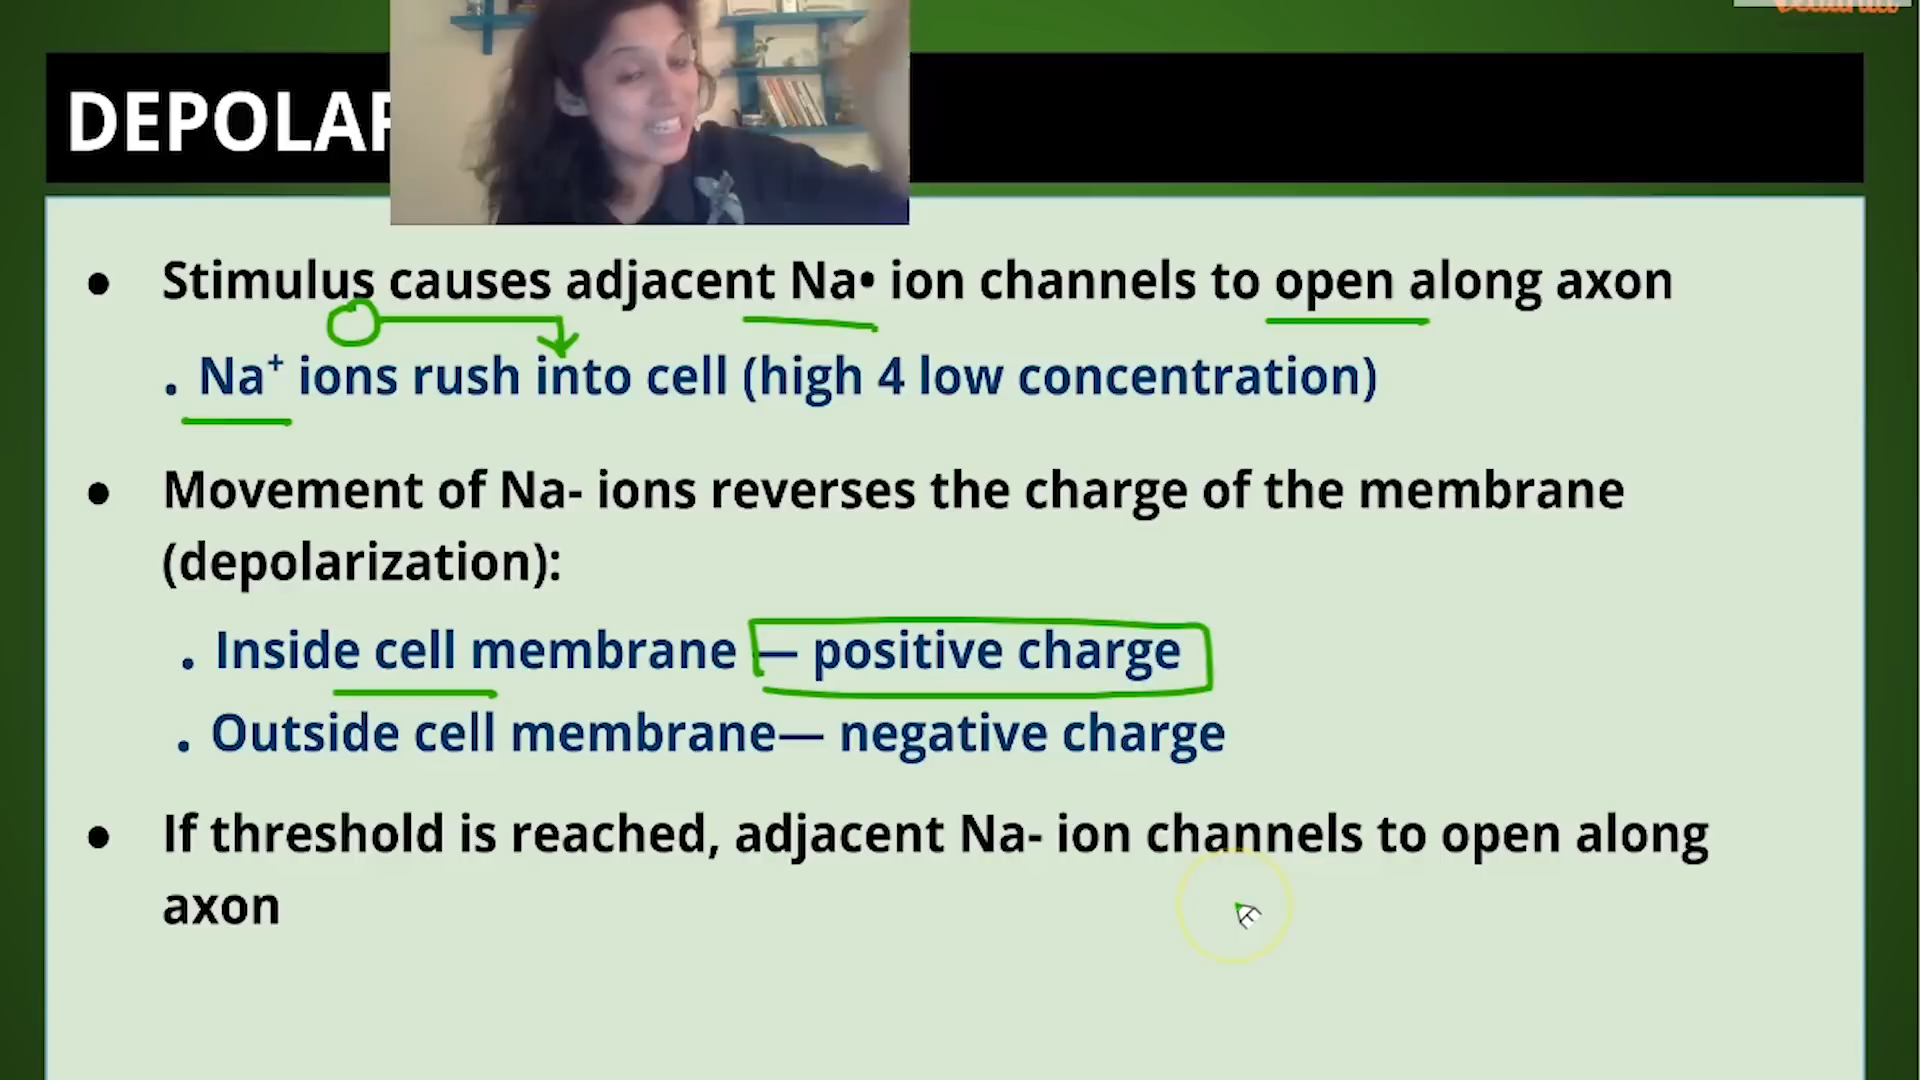 DEPOLAR
• Stimulus causes adjacent Na• ion channels to open along axon
. Na⁺ ions rush into cell (high 4 low concentration)
• Movement of Na- ions reverses the charge of the membrane
(depolarization):
. Inside cell membrane — positive charge
. Outside cell membrane— negative charge
• If threshold is reached, adjacent Na- ion channels to open along
axon